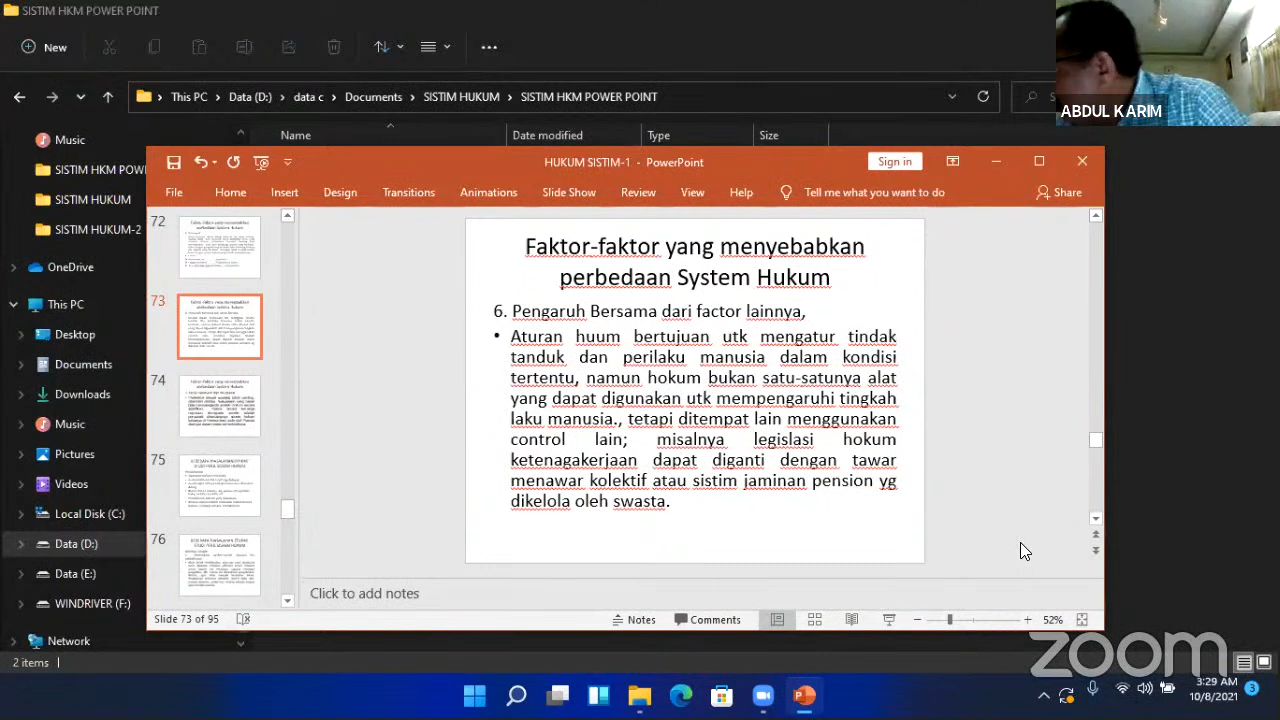 SISTIM HKM POWER POINT
New
This PC > Data (D:) > data c > Documents > SISTIM HUKUM > SISTIM HKM POWER POINT
ABDUL KARIM
Music
SISTIM HKM POW
SISTIM HUKUM
SISTIM HUKUM-2
OneDrive
This PC
Desktop
Documents
Downloads
Music
Pictures
Videos
Local Disk (C:)
Data (D:)
Data (E:)
WINDRIVER (F:)
Network
2 items
Name Date modified Type Size
HUKUM SISTIM-1 - PowerPoint
Sign in
File Home Insert Design Transitions Animations Slide Show Review View Help Tell me what you want to do Share
72
73
74
75
76
Faktor-faktor yang menyebabkan
perbedaan System Hukum
6. Pengaruh Bersama dari factor lainnya,
• Aturan huum bertujuan utk mengatur tindak
tanduk dan perilaku manusia dalam kondisi
tertentu, namun hokum bukan satu-satunya alat
yang dapat digunakan utk mempengaruhi tingkah
laku manusia, tetapi ditempat lain menggunakan
control lain; misalnya legislasi hokum
ketenagakerjaan dapat diganti dengan tawar
menawar kolektif atau sistim jaminan pension yg
dikelola oleh swasta.
Click to add notes
Slide 73 of 95
Notes
Comments
52%
zoom
3:29 AM
10/8/2021
3